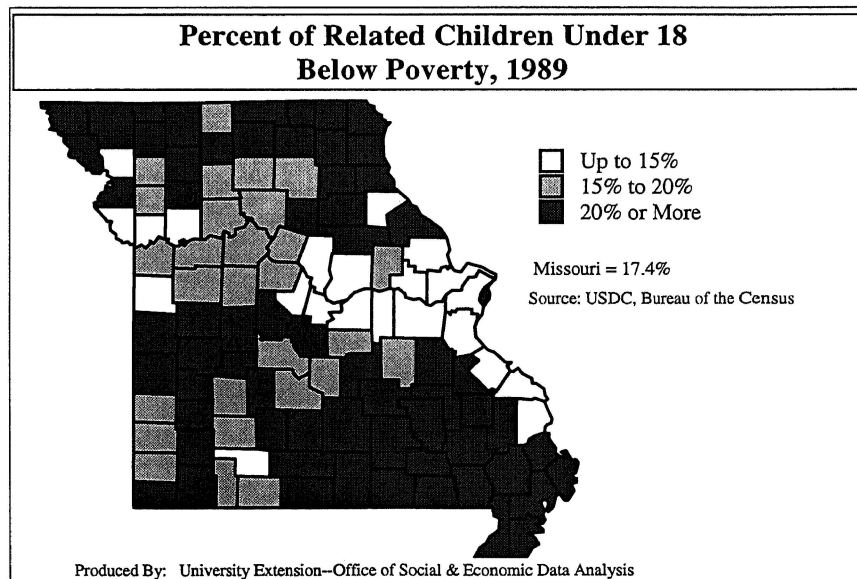 Percent of Related Children Under 18
Below Poverty, 1989
Up to 15%
15% to 20%
20% or More
Missouri = 17.4%
Source: USDC, Bureau of the Census
Produced By: University Extension--Office of Social & Economic Data Analysis